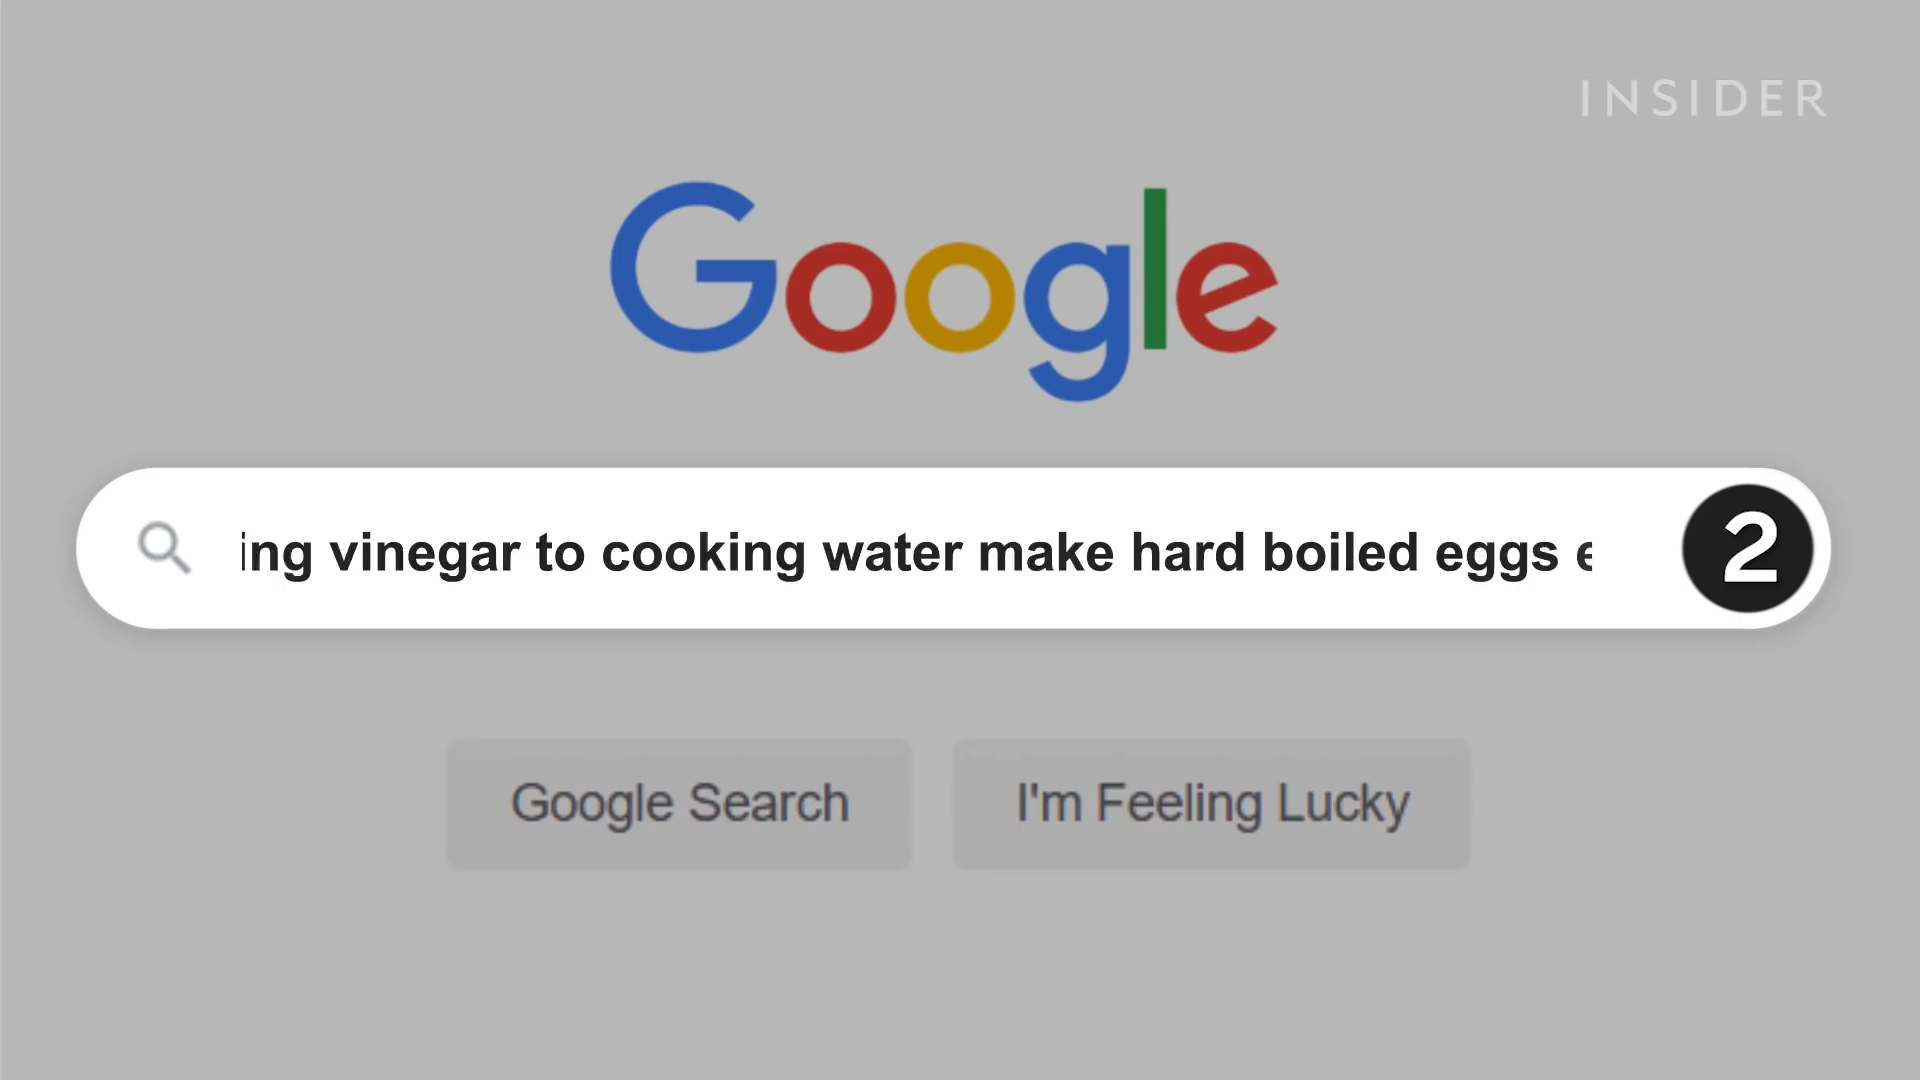 INSIDER
Google
ing vinegar to cooking water make hard boiled eggs e
2
Google Search
I'm Feeling Lucky